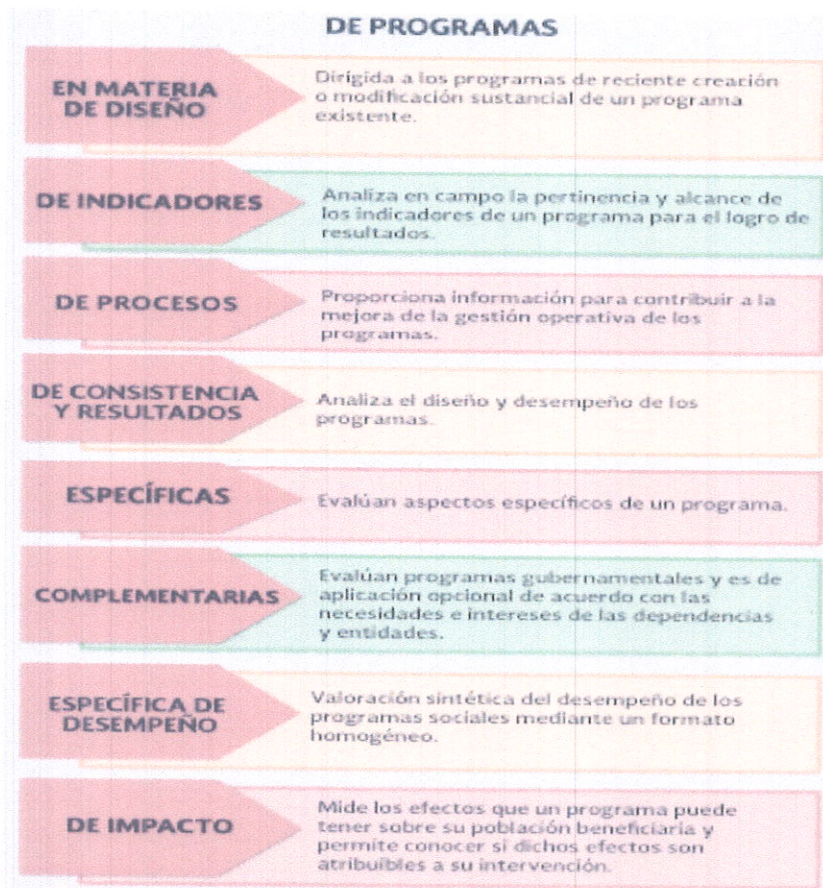 DE PROGRAMAS
EN MATERIA
DE DISEÑO
Dirígida a los programas de reciente creación
o modificación sustancial de un programa
existente.
DE INDICADORES
Analiza en campo la pertinencia y alcance de
los indicadores de un programa para el logro de
resultados.
DE PROCESOS
Proporciona información para contribuir a la
mejora de la gestión operativa de los
programas.
DE CONSISTENCIA
Y RESULTADOS
Analiza el diseño y desempeño de los
programas.
ESPECÍFICAS
Evalúan aspectos específicos de un programa.
COMPLEMENTARIAS
Evalúan programas gubernamentales y es de
aplicación opcional de acuerdo con las
necesidades e intereses de las dependencias
y entidades.
ESPECÍFICA DE
DESEMPEÑO
Valoración sintética del desempeño de los
programas sociales mediante un formato
homogéneo.
DE IMPACTO
Mide los efectos que un programa puede
tener sobre su población beneficiaria y
permite conocer si dichos efectos son
atribuibles a su intervención.